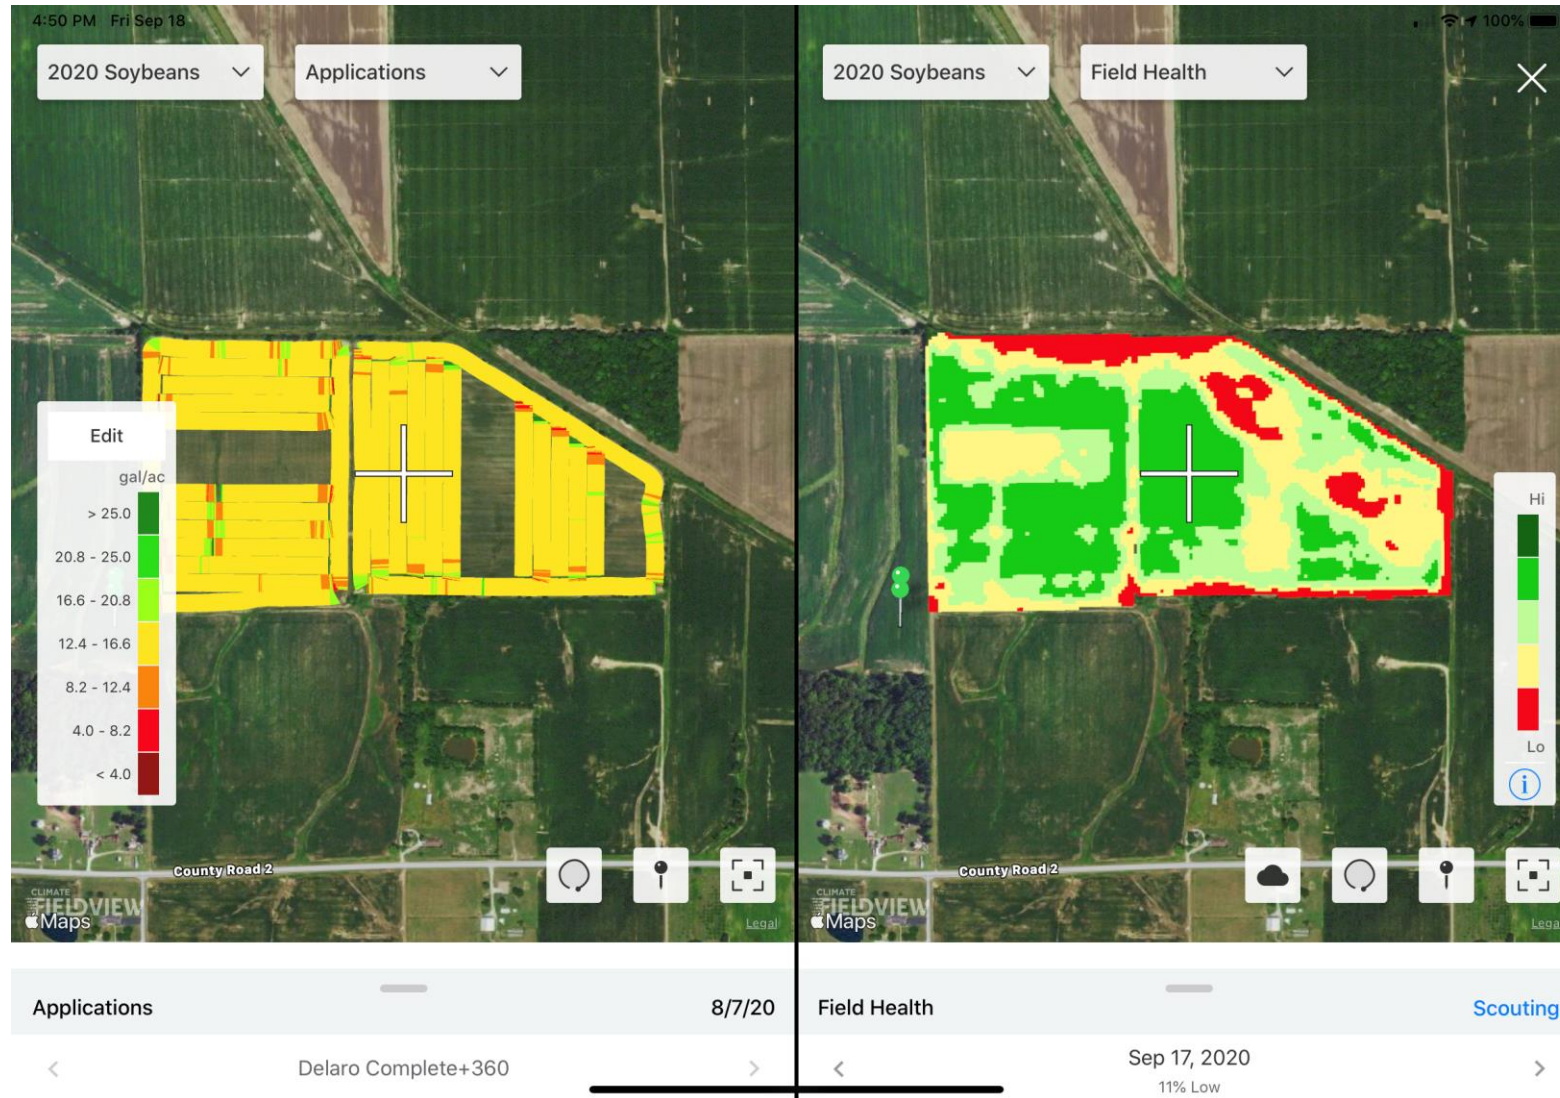 4:50 PM Fri Sep 18
100%
2020 Soybeans
Applications
2020 Soybeans
Field Health
Edit
gal/ac
> 25.0
20.8 - 25.0
16.6 - 20.8
12.4 - 16.6
8.2 - 12.4
4.0 - 8.2
< 4.0
Hi
Lo
County Road 2
County Road 2
CLIMATE
FIELDVIEW
Maps
Legal
CLIMATE
FIELDVIEW
Maps
Lega
Applications
8/7/20
Field Health
Scouting
Delaro Complete+360
Sep 17, 2020
11% Low